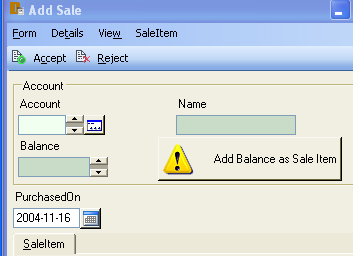 Add Sale
Form Details View SaleItem
Accept Reject
Account
Account Name
Balance
Add Balance as Sale Item
PurchasedOn
2004-11-16
SaleItem